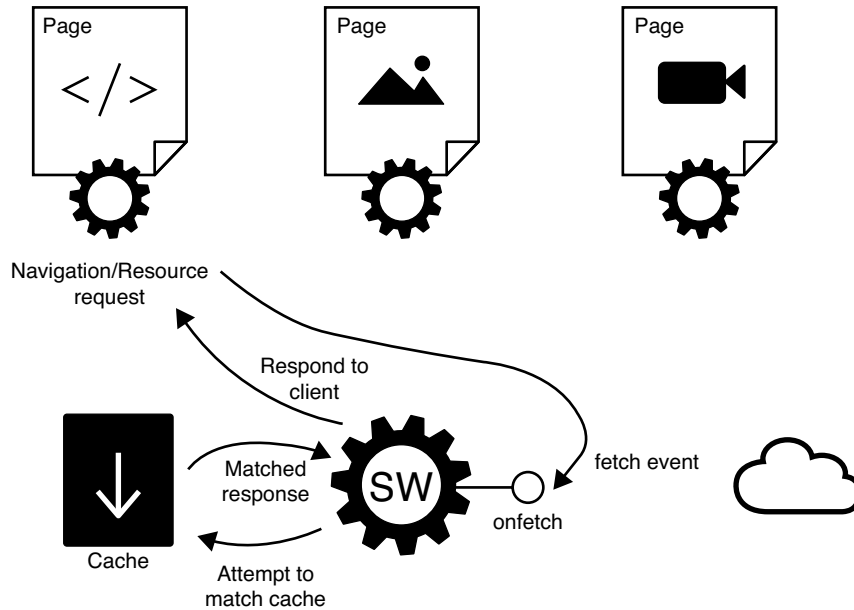 Page
Page
Page
</>
Navigation/Resource
request
Respond to
client
Matched
response
SW
fetch event
onfetch
Cache
Attempt to
match cache